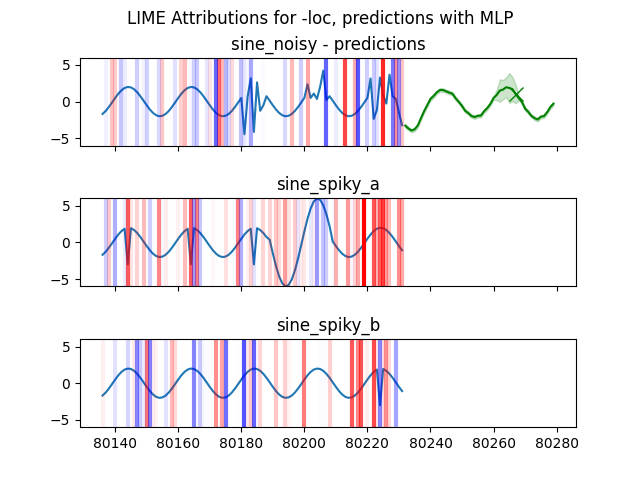 LIME Attributions for -loc, predictions with MLP
sine_noisy - predictions
5
0
−5
sine_spiky_a
5
0
−5
sine_spiky_b
5
0
−5
80140 80160 80180 80200 80220 80240 80260 80280